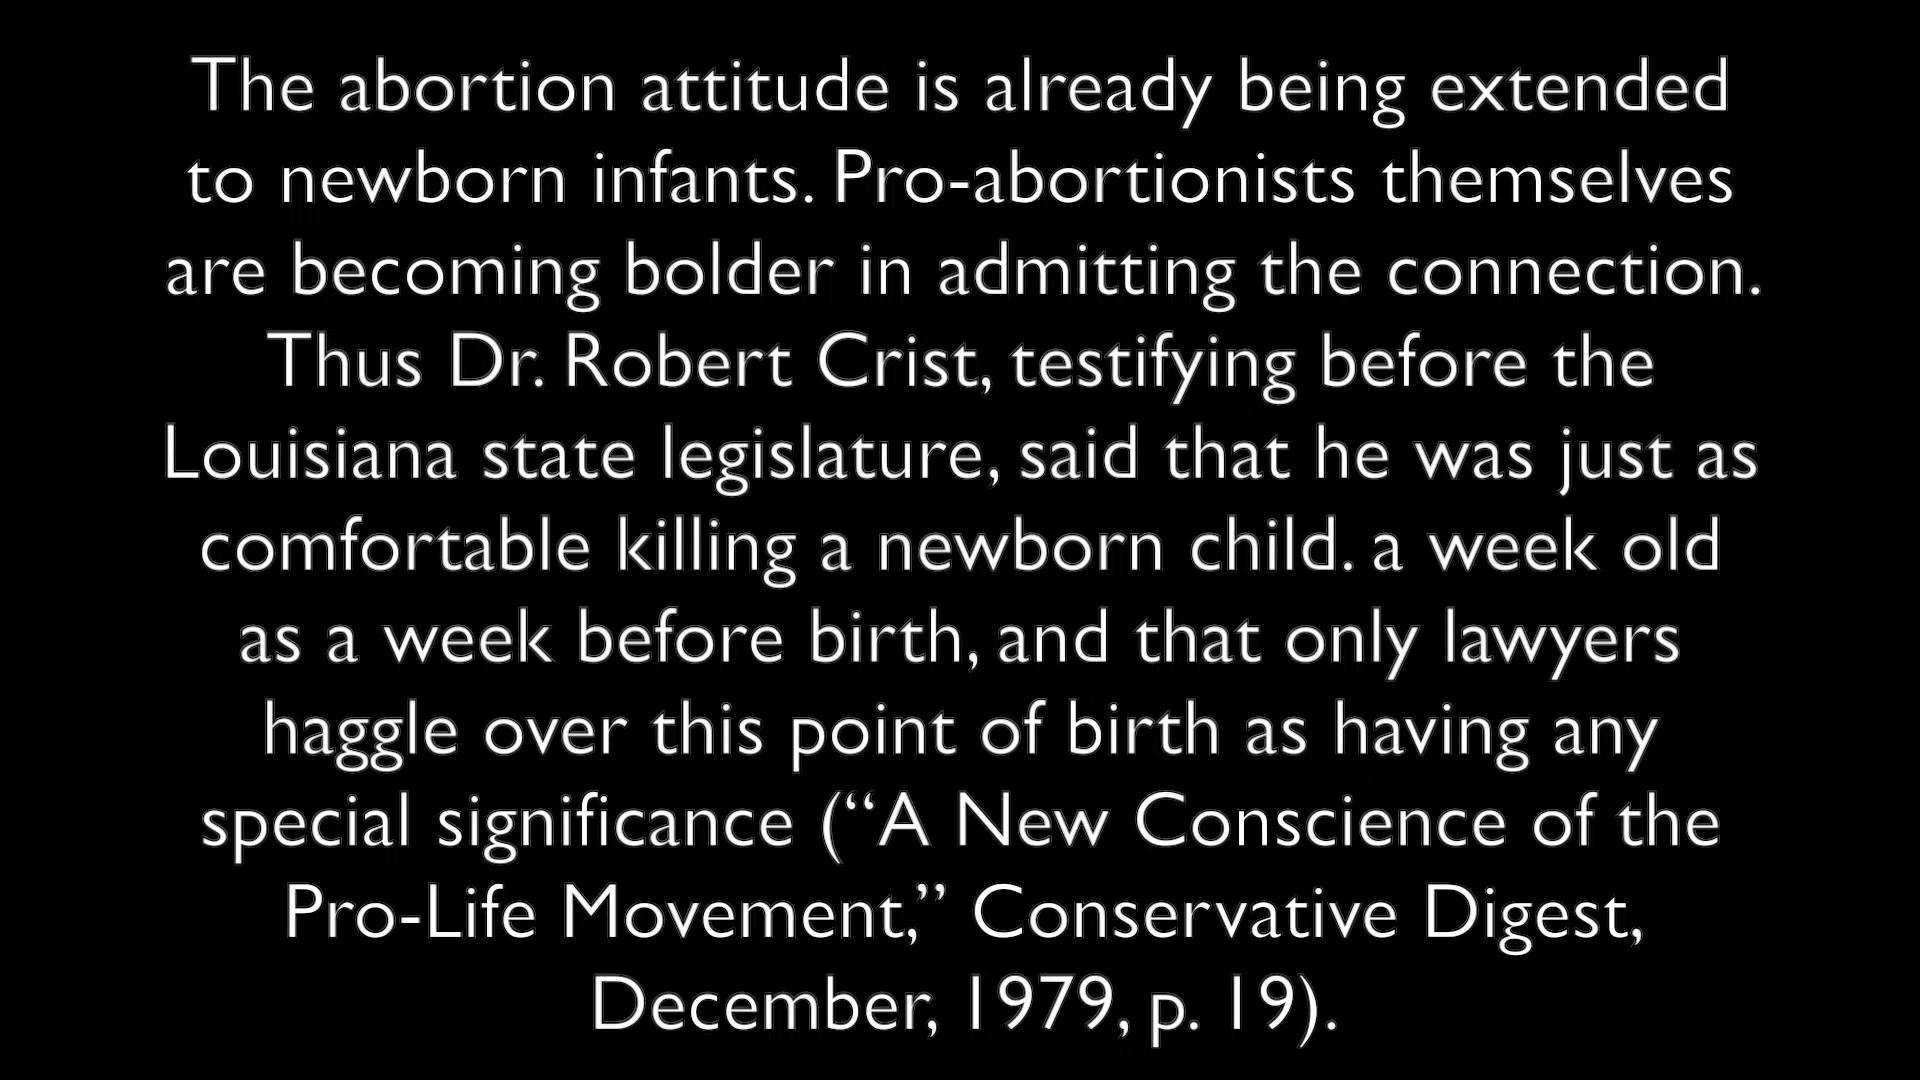 The abortion attitude is already being extended
to newborn infants. Pro-abortionists themselves
are becoming bolder in admitting the connection.
Thus Dr. Robert Crist, testifying before the
Louisiana state legislature, said that he was just as
comfortable killing a newborn child. a week old
as a week before birth, and that only lawyers
haggle over this point of birth as having any
special significance (“A New Conscience of the
Pro-Life Movement,” Conservative Digest,
December, 1979, p. 19).